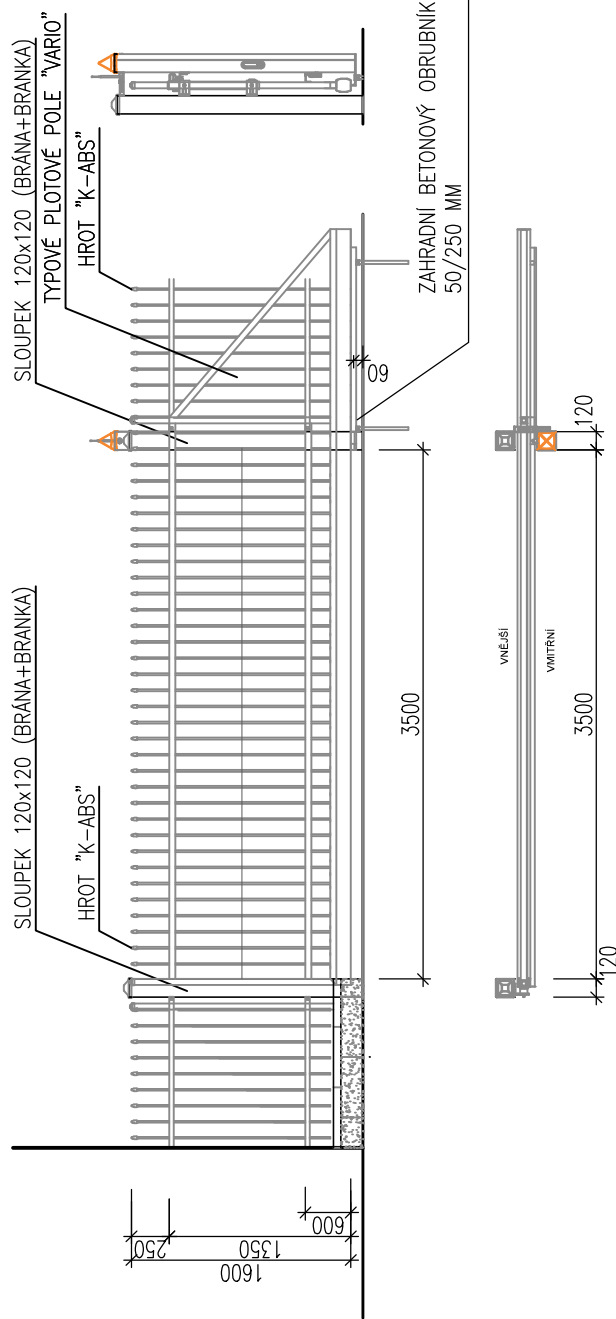 SLOUPEK 120x120 (BRÁNA+BRANKA)
TYPOVÉ PLOTOVÉ POLE "VARIO"
HROT "K-ABS"
SLOUPEK 120x120 (BRÁNA+BRANKA)
HROT "K-ABS"
ZAHRADNÍ BETONOVÝ OBRUBNÍK
50/250 MM
60
3500
250
1350
1600
600
VNĚJŠÍ
VMITŘNÍ
120
3500
120